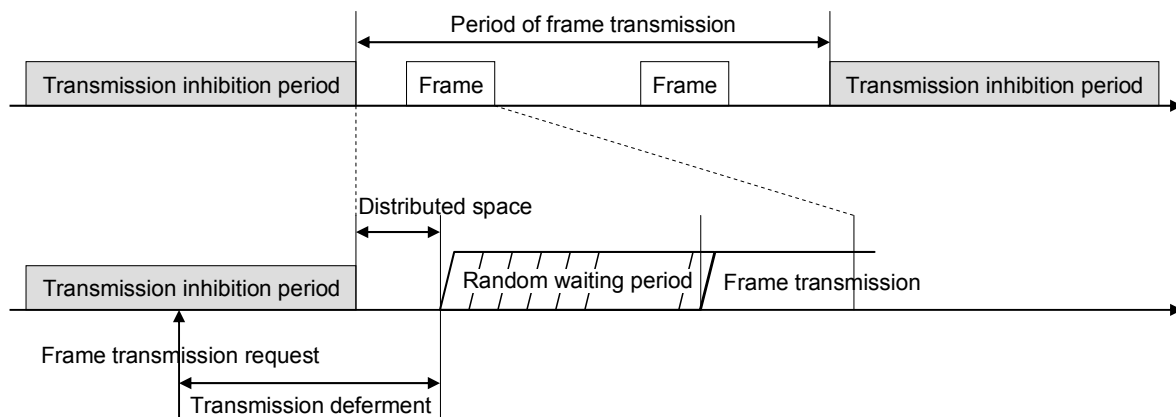 Period of frame transmission
Transmission inhibition period
Frame
Frame
Transmission inhibition period
Distributed space
Transmission inhibition period
Random waiting period
Frame transmission
Frame transmission request
Transmission deferment